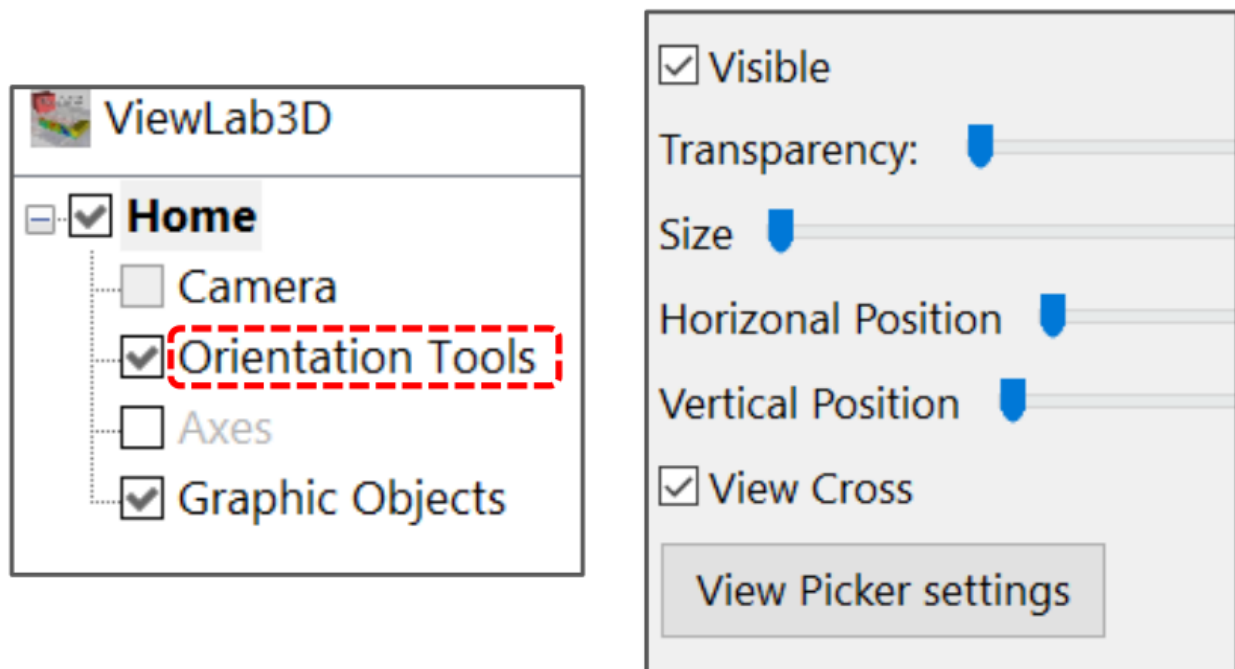 ViewLab3D
Home
Camera
Orientation Tools
Axes
Graphic Objects
Visible
Transparency:
Size
Horizonal Position
Vertical Position
View Cross
View Picker settings